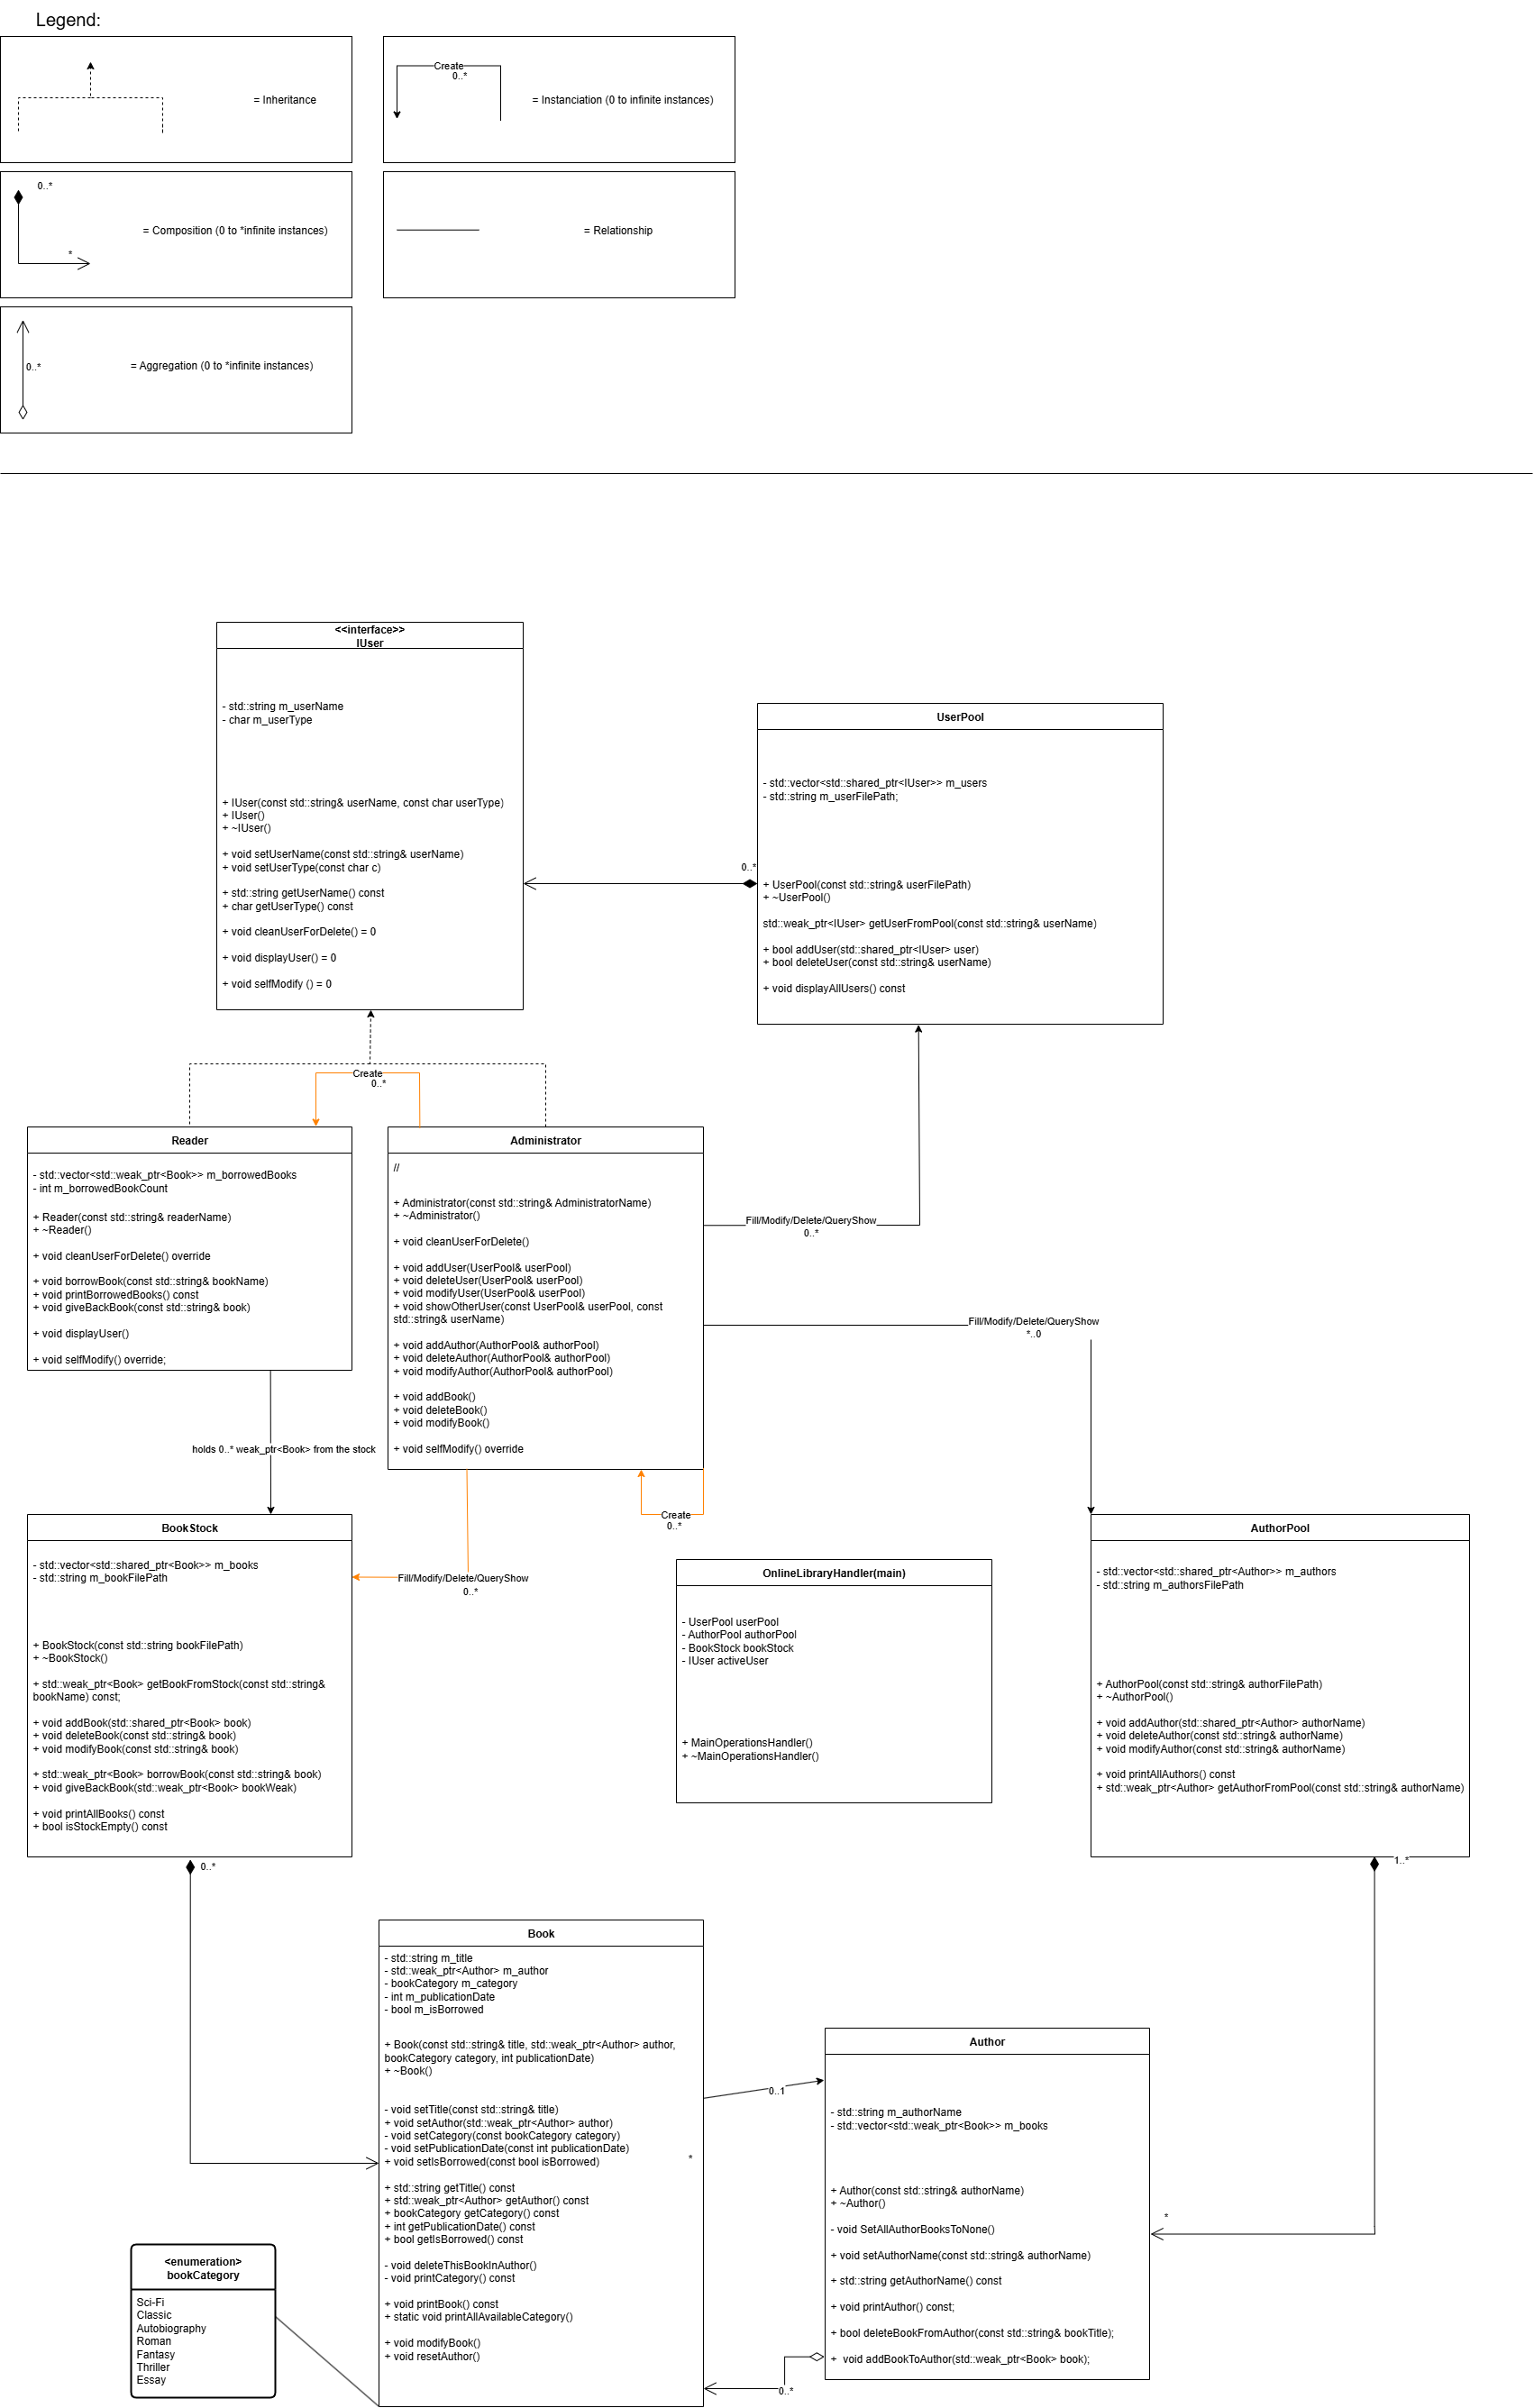 Legend:
= Inheritance
Create
0..*
= Instanciation (0 to infinite instances)
0..*
*
= Composition (0 to *infinite instances)
= Relationship
0..*
= Aggregation (0 to *infinite instances)
<<interface>>
IUser
- std::string m_userName
- char m_userType
+ IUser(const std::string& userName, const char userType)
+ IUser()
+ ~IUser()
+ void setUserName(const std::string& userName)
+ void setUserType(const char c)
+ std::string getUserName() const
+ char getUserType() const
+ void cleanUserForDelete() = 0
+ void displayUser() = 0
+ void selfModify () = 0
UserPool
- std::vector<std::shared_ptr<IUser>> m_users
- std::string m_userFilePath;
0..*
+ UserPool(const std::string& userFilePath)
+ ~UserPool()
std::weak_ptr<IUser> getUserFromPool(const std::string& userName)
+ bool addUser(std::shared_ptr<IUser> user)
+ bool deleteUser(const std::string& userName)
+ void displayAllUsers() const
Create
0..*
Reader
- std::vector<std::weak_ptr<Book>> m_borrowedBooks
- int m_borrowedBookCount
+ Reader(const std::string& readerName)
+ ~Reader()
+ void cleanUserForDelete() override
+ void borrowBook(const std::string& bookName)
+ void printBorrowedBooks() const
+ void giveBackBook(const std::string& book)
+ void displayUser()
+ void selfModify() override;
Administrator
//
+ Administrator(const std::string& AdministratorName)
+ ~Administrator()
+ void cleanUserForDelete()
+ void addUser(UserPool& userPool)
+ void deleteUser(UserPool& userPool)
+ void modifyUser(UserPool& userPool)
+ void showOtherUser(const UserPool& userPool, const
std::string& userName)
+ void addAuthor(AuthorPool& authorPool)
+ void deleteAuthor(AuthorPool& authorPool)
+ void modifyAuthor(AuthorPool& authorPool)
+ void addBook()
+ void deleteBook()
+ void modifyBook()
+ void selfModify() override
Fill/Modify/Delete/QueryShow
0..*
Fill/Modify/Delete/QueryShow
*..0
holds 0..* weak_ptr<Book> from the stock
Create
0..*
Fill/Modify/Delete/QueryShow
0..*
BookStock
- std::vector<std::shared_ptr<Book>> m_books
- std::string m_bookFilePath
+ BookStock(const std::string bookFilePath)
+ ~BookStock()
+ std::weak_ptr<Book> getBookFromStock(const std::string&
bookName) const;
+ void addBook(std::shared_ptr<Book> book)
+ void deleteBook(const std::string& book)
+ void modifyBook(const std::string& book)
+ std::weak_ptr<Book> borrowBook(const std::string& book)
+ void giveBackBook(std::weak_ptr<Book> bookWeak)
+ void printAllBooks() const
+ bool isStockEmpty() const
0..*
OnlineLibraryHandler(main)
- UserPool userPool
- AuthorPool authorPool
- BookStock bookStock
- IUser activeUser
+ MainOperationsHandler()
+ ~MainOperationsHandler()
AuthorPool
- std::vector<std::shared_ptr<Author>> m_authors
- std::string m_authorsFilePath
+ AuthorPool(const std::string& authorFilePath)
+ ~AuthorPool()
+ void addAuthor(std::shared_ptr<Author> authorName)
+ void deleteAuthor(const std::string& authorName)
+ void modifyAuthor(const std::string& authorName)
+ void printAllAuthors() const
+ std::weak_ptr<Author> getAuthorFromPool(const std::string& authorName)
1..*
Book
- std::string m_title
- std::weak_ptr<Author> m_author
- bookCategory m_category
- int m_publicationDate
- bool m_isBorrowed
+ Book(const std::string& title, std::weak_ptr<Author> author,
bookCategory category, int publicationDate)
+ ~Book()
- void setTitle(const std::string& title)
+ void setAuthor(std::weak_ptr<Author> author)
- void setCategory(const bookCategory category)
- void setPublicationDate(const int publicationDate)
+ void setIsBorrowed(const bool isBorrowed)
*
+ std::string getTitle() const
+ std::weak_ptr<Author> getAuthor() const
+ bookCategory getCategory() const
+ int getPublicationDate() const
+ bool getIsBorrowed() const
- void deleteThisBookInAuthor()
- void printCategory() const
+ void printBook() const
+ static void printAllAvailableCategory()
+ void modifyBook()
+ void resetAuthor()
0..1
Author
- std::string m_authorName
- std::vector<std::weak_ptr<Book>> m_books
+ Author(const std::string& authorName)
+ ~Author()
- void SetAllAuthorBooksToNone()
+ void setAuthorName(const std::string& authorName)
+ std::string getAuthorName() const
+ void printAuthor() const;
+ bool deleteBookFromAuthor(const std::string& bookTitle);
+  void addBookToAuthor(std::weak_ptr<Book> book);
*
0..*
<enumeration>
bookCategory
Sci-Fi
Classic
Autobiography
Roman
Fantasy
Thriller
Essay